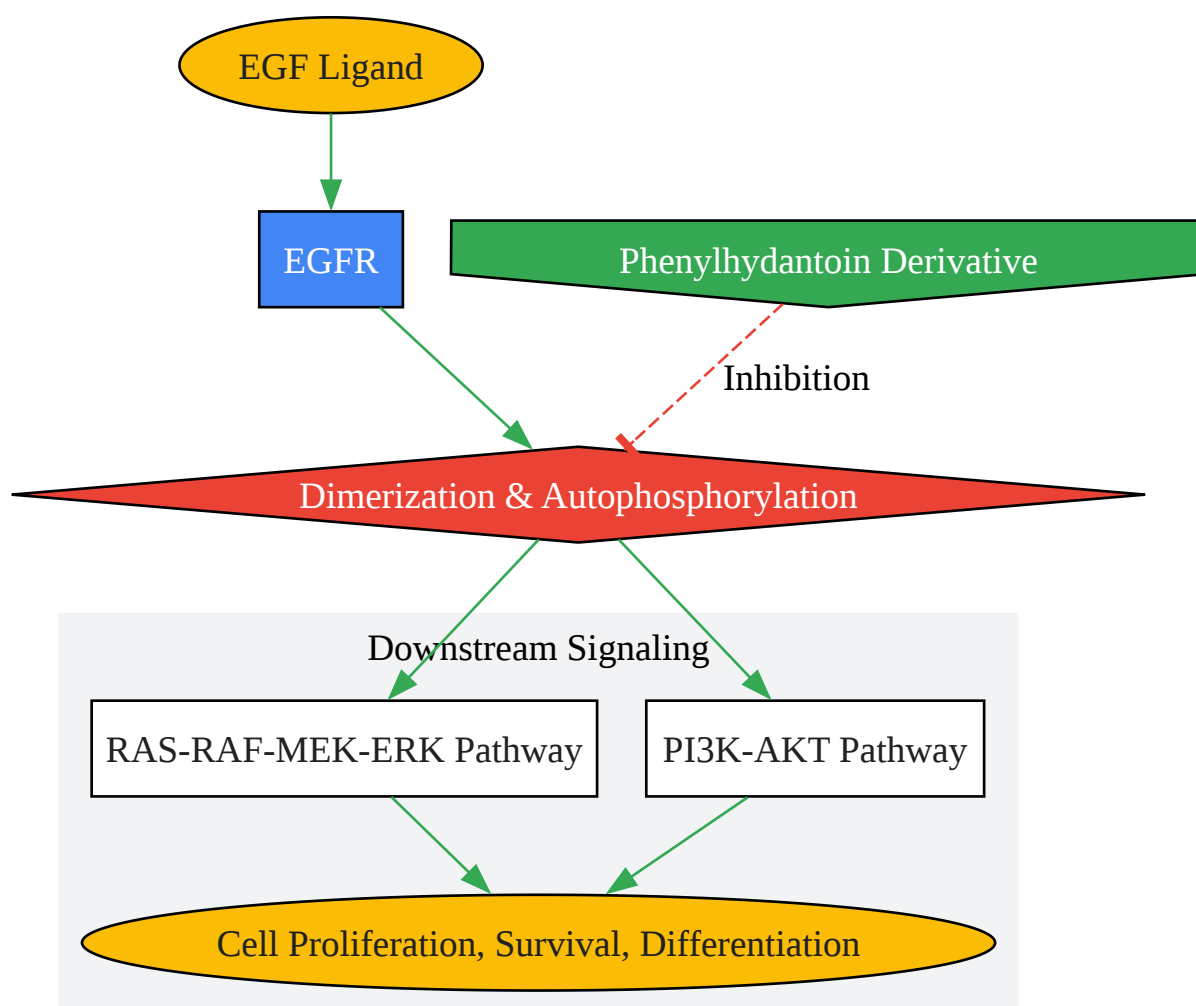 EGF Ligand
EGFR
Phenylhydantoin Derivative
Inhibition
Dimerization & Autophosphorylation
Downstream Signaling
RAS-RAF-MEK-ERK Pathway
PI3K-AKT Pathway
Cell Proliferation, Survival, Differentiation